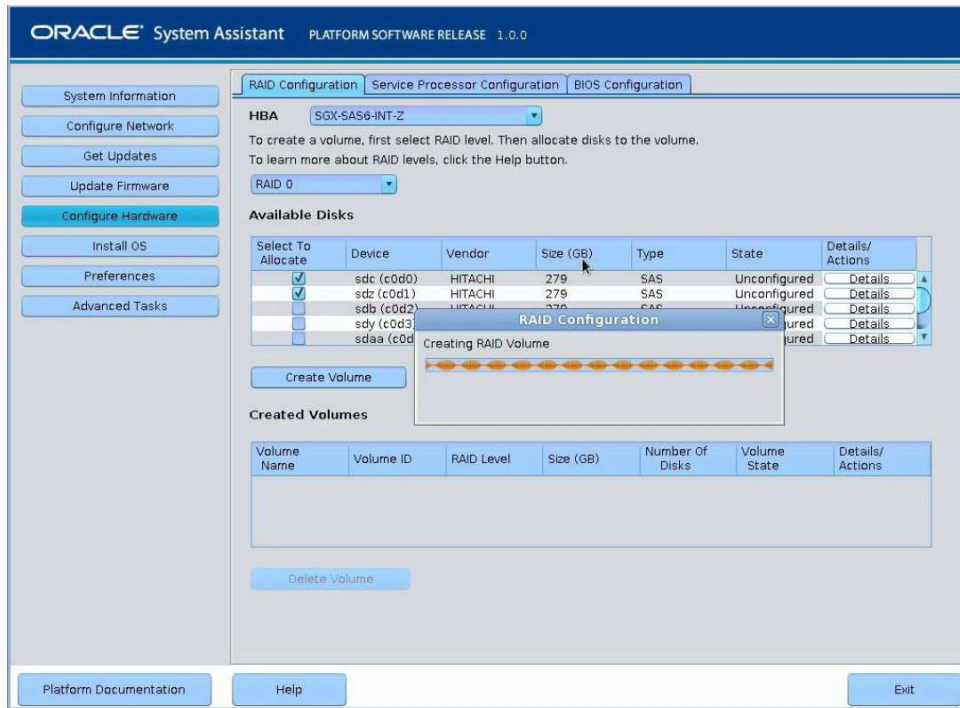 ORACLE System Assistant PLATFORM SOFTWARE RELEASE 1.0.0
System Information
Configure Network
Get Updates
Update Firmware
Configure Hardware
Install OS
Preferences
Advanced Tasks
RAID Configuration Service Processor Configuration BIOS Configuration
HBA SGX-SAS6-INT-Z
To create a volume, first select RAID level. Then allocate disks to the volume.
To learn more about RAID levels, click the Help button.
RAID 0
Available Disks
Select To Allocate Device Vendor Size (GB) Type State Details/ Actions
sdc (c0d0) HITACHI 279 SAS Unconfigured Details
sdz (c0d1) HITACHI 279 SAS Unconfigured Details
sdb (c0d2) HITACHI 279 SAS Unconfigured Details
sdy (c0d3) Details
sdaa (c0d Details
RAID Configuration
Creating RAID Volume
Create Volume
Created Volumes
Volume Name Volume ID RAID Level Size (GB) Number Of Disks Volume State Details/ Actions
Delete Volume
Platform Documentation Help Exit